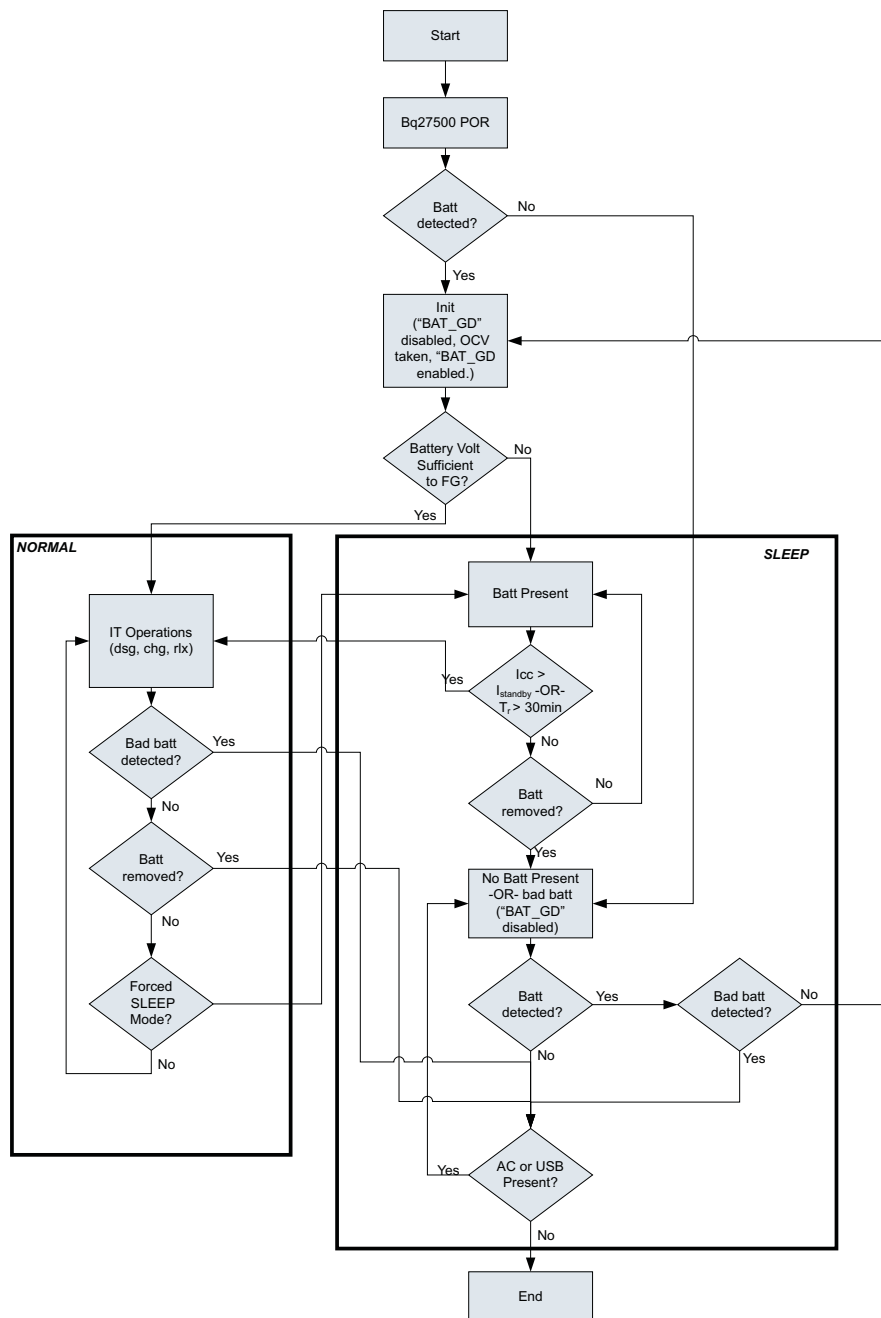 Start
Bq27500 POR
Batt
detected?
No
Yes
Init
(“BAT_GD”
disabled, OCV
taken, “BAT_GD
enabled.)
Battery Volt
Sufficient
to FG?
No
Yes
NORMAL
SLEEP
Batt Present
IT Operations
(dsg, chg, rlx)
Icc >
Istandby -OR-
Tr > 30min
Yes
No
Bad batt
detected?
Yes
No
Batt
removed?
No
Yes
Batt
removed?
Yes
No
No Batt Present
-OR- bad batt
(“BAT_GD”
disabled)
Forced
SLEEP
Mode?
No
Batt
detected?
Yes
No
Bad batt
detected?
No
Yes
AC or USB
Present?
Yes
No
End